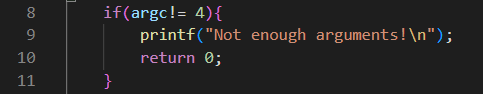 8 if(argc!= 4){
9 printf("Not enough arguments!\n");
10 return 0;
11 }